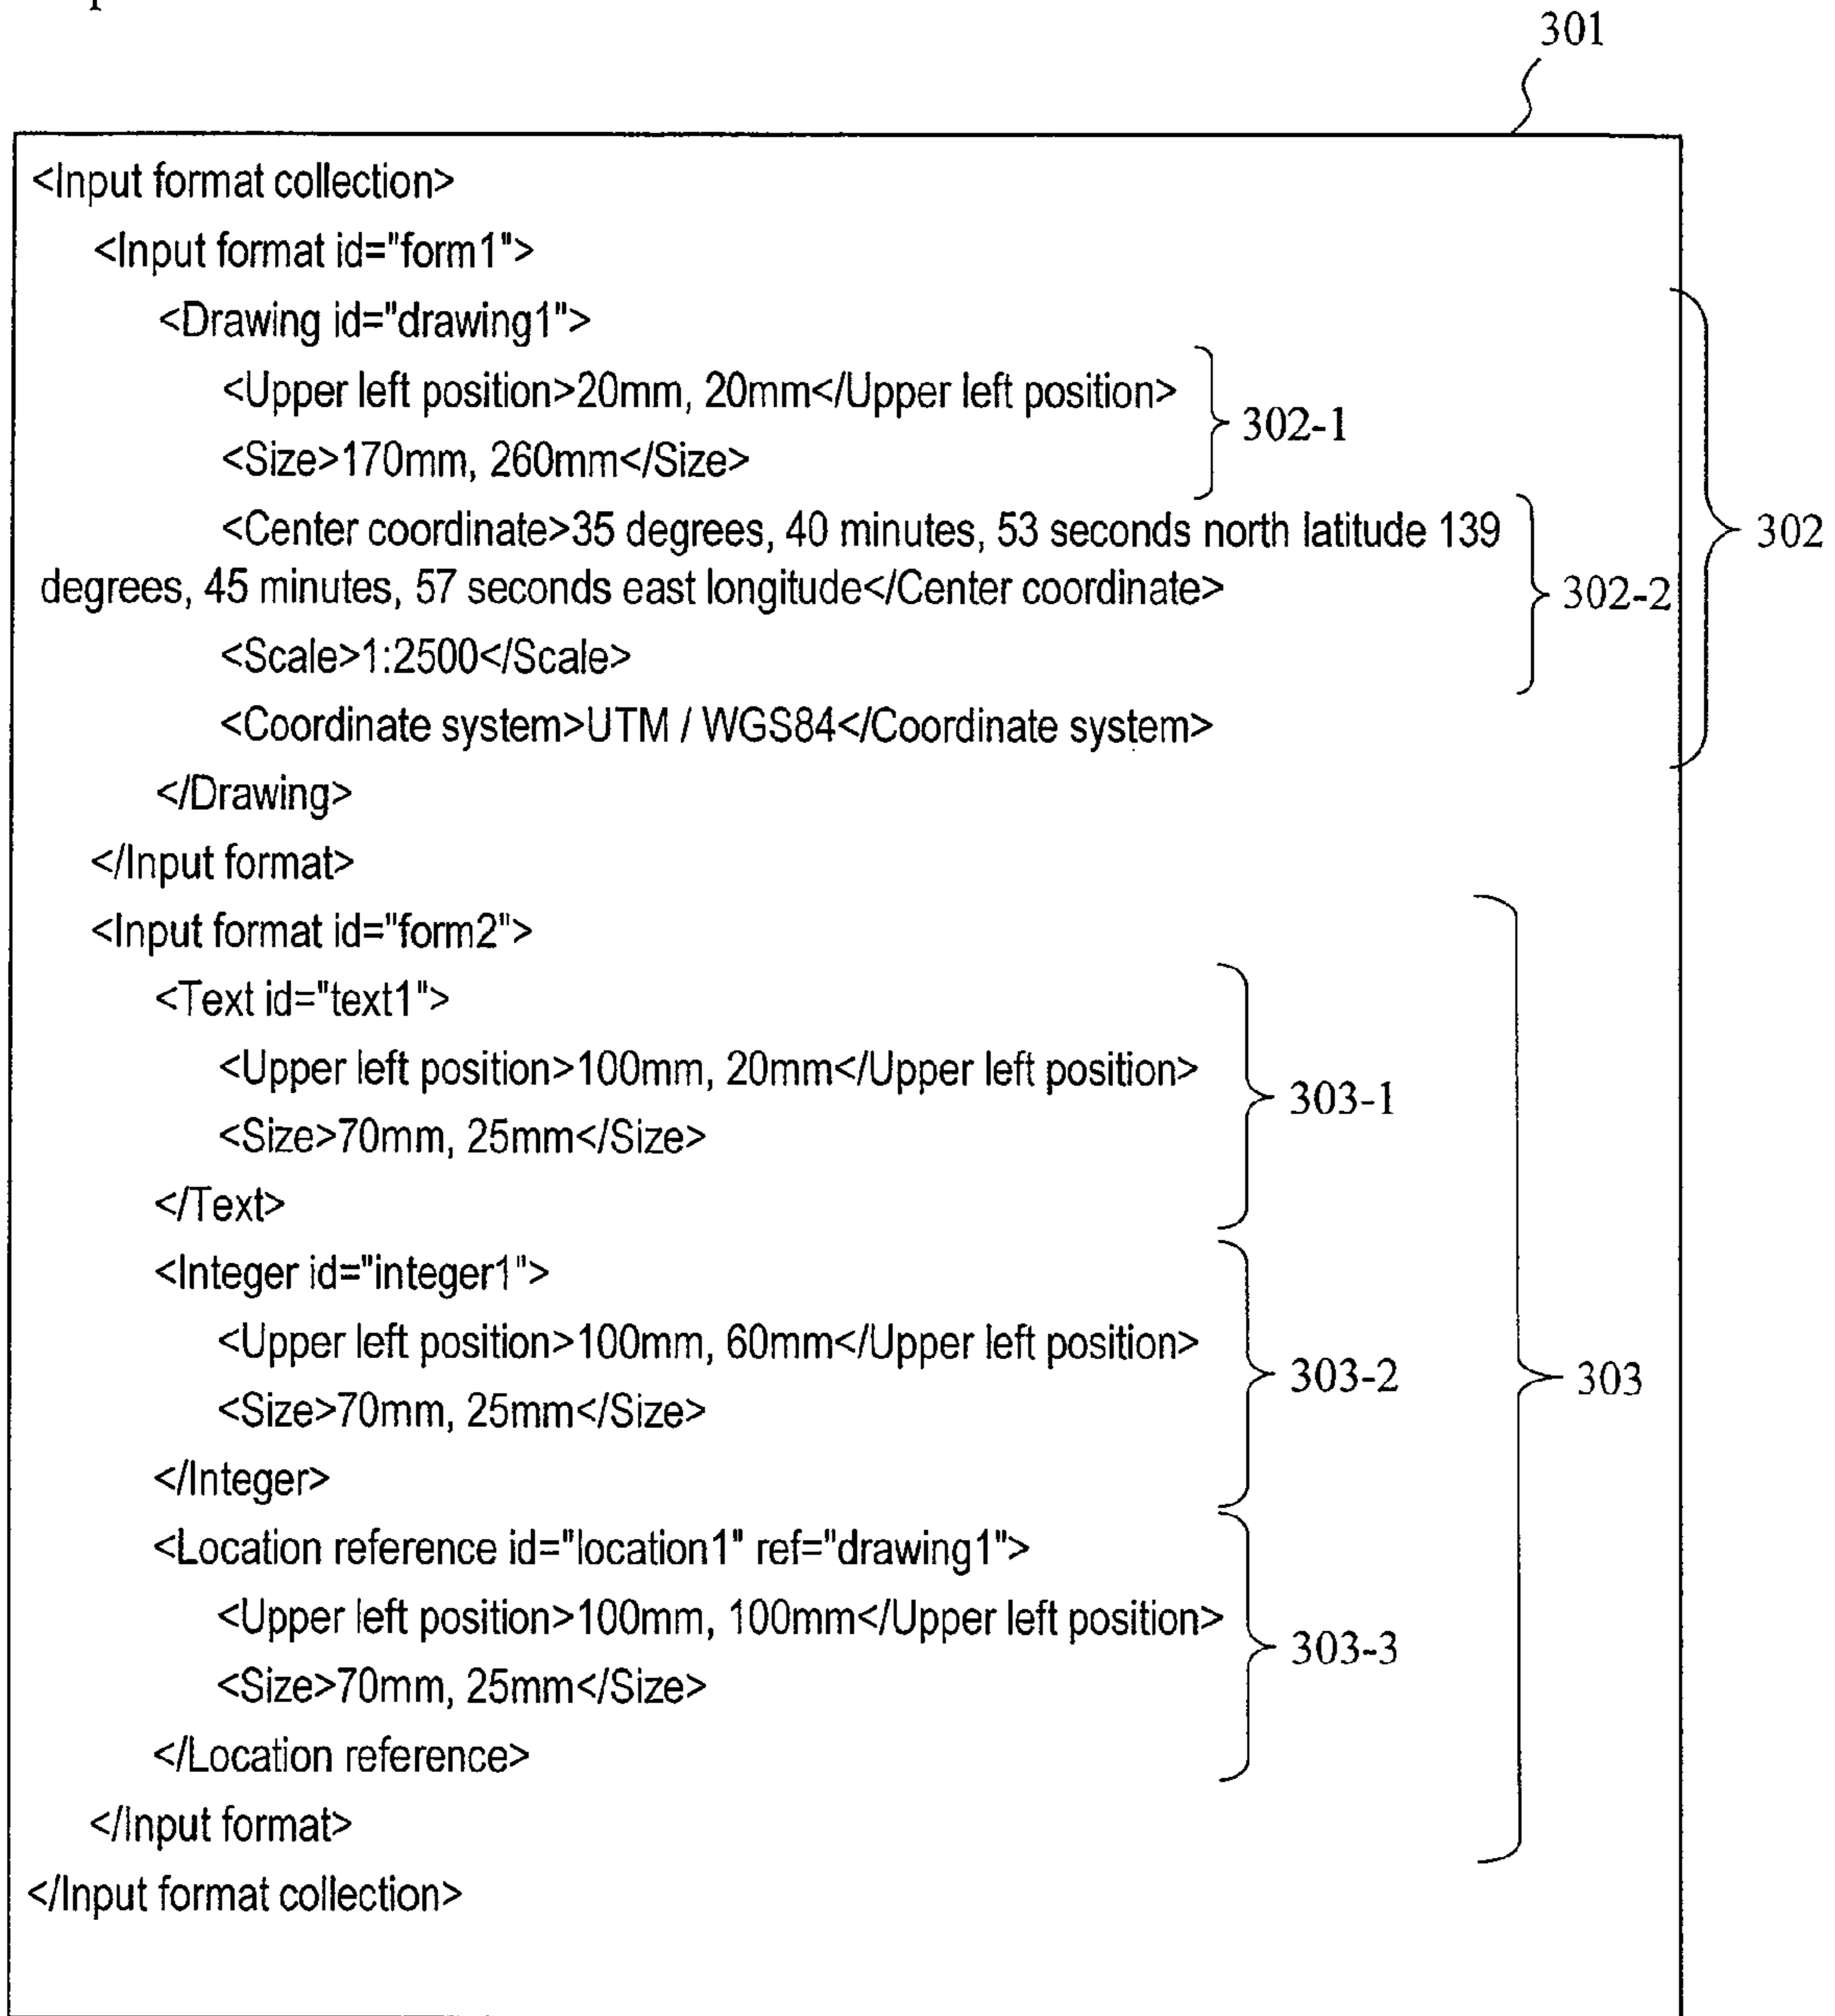 301
<Input format collection>
<Input format id="form1">
<Drawing id="drawing1">
<Upper left position>20mm, 20mm</Upper left position>
302-1
<Size>170mm, 260mm</Size>
<Center coordinate>35 degrees, 40 minutes, 53 seconds north latitude 139
302
degrees, 45 minutes, 57 seconds east longitude</Center coordinate>
302-2
<Scale>1:2500</Scale>
<Coordinate system>UTM / WGS84</Coordinate system>
</Drawing>
</Input format>
<Input format id="form2">
<Text id="text1">
<Upper left position>100mm, 20mm</Upper left position>
303-1
<Size>70mm, 25mm</Size>
</Text>
<Integer id="integer1">
<Upper left position>100mm, 60mm</Upper left position>
303-2
303
<Size>70mm, 25mm</Size>
</Integer>
<Location reference id="location1" ref="drawing1">
<Upper left position>100mm, 100mm</Upper left position>
303-3
<Size>70mm, 25mm</Size>
</Location reference>
</Input format>
</Input format collection>